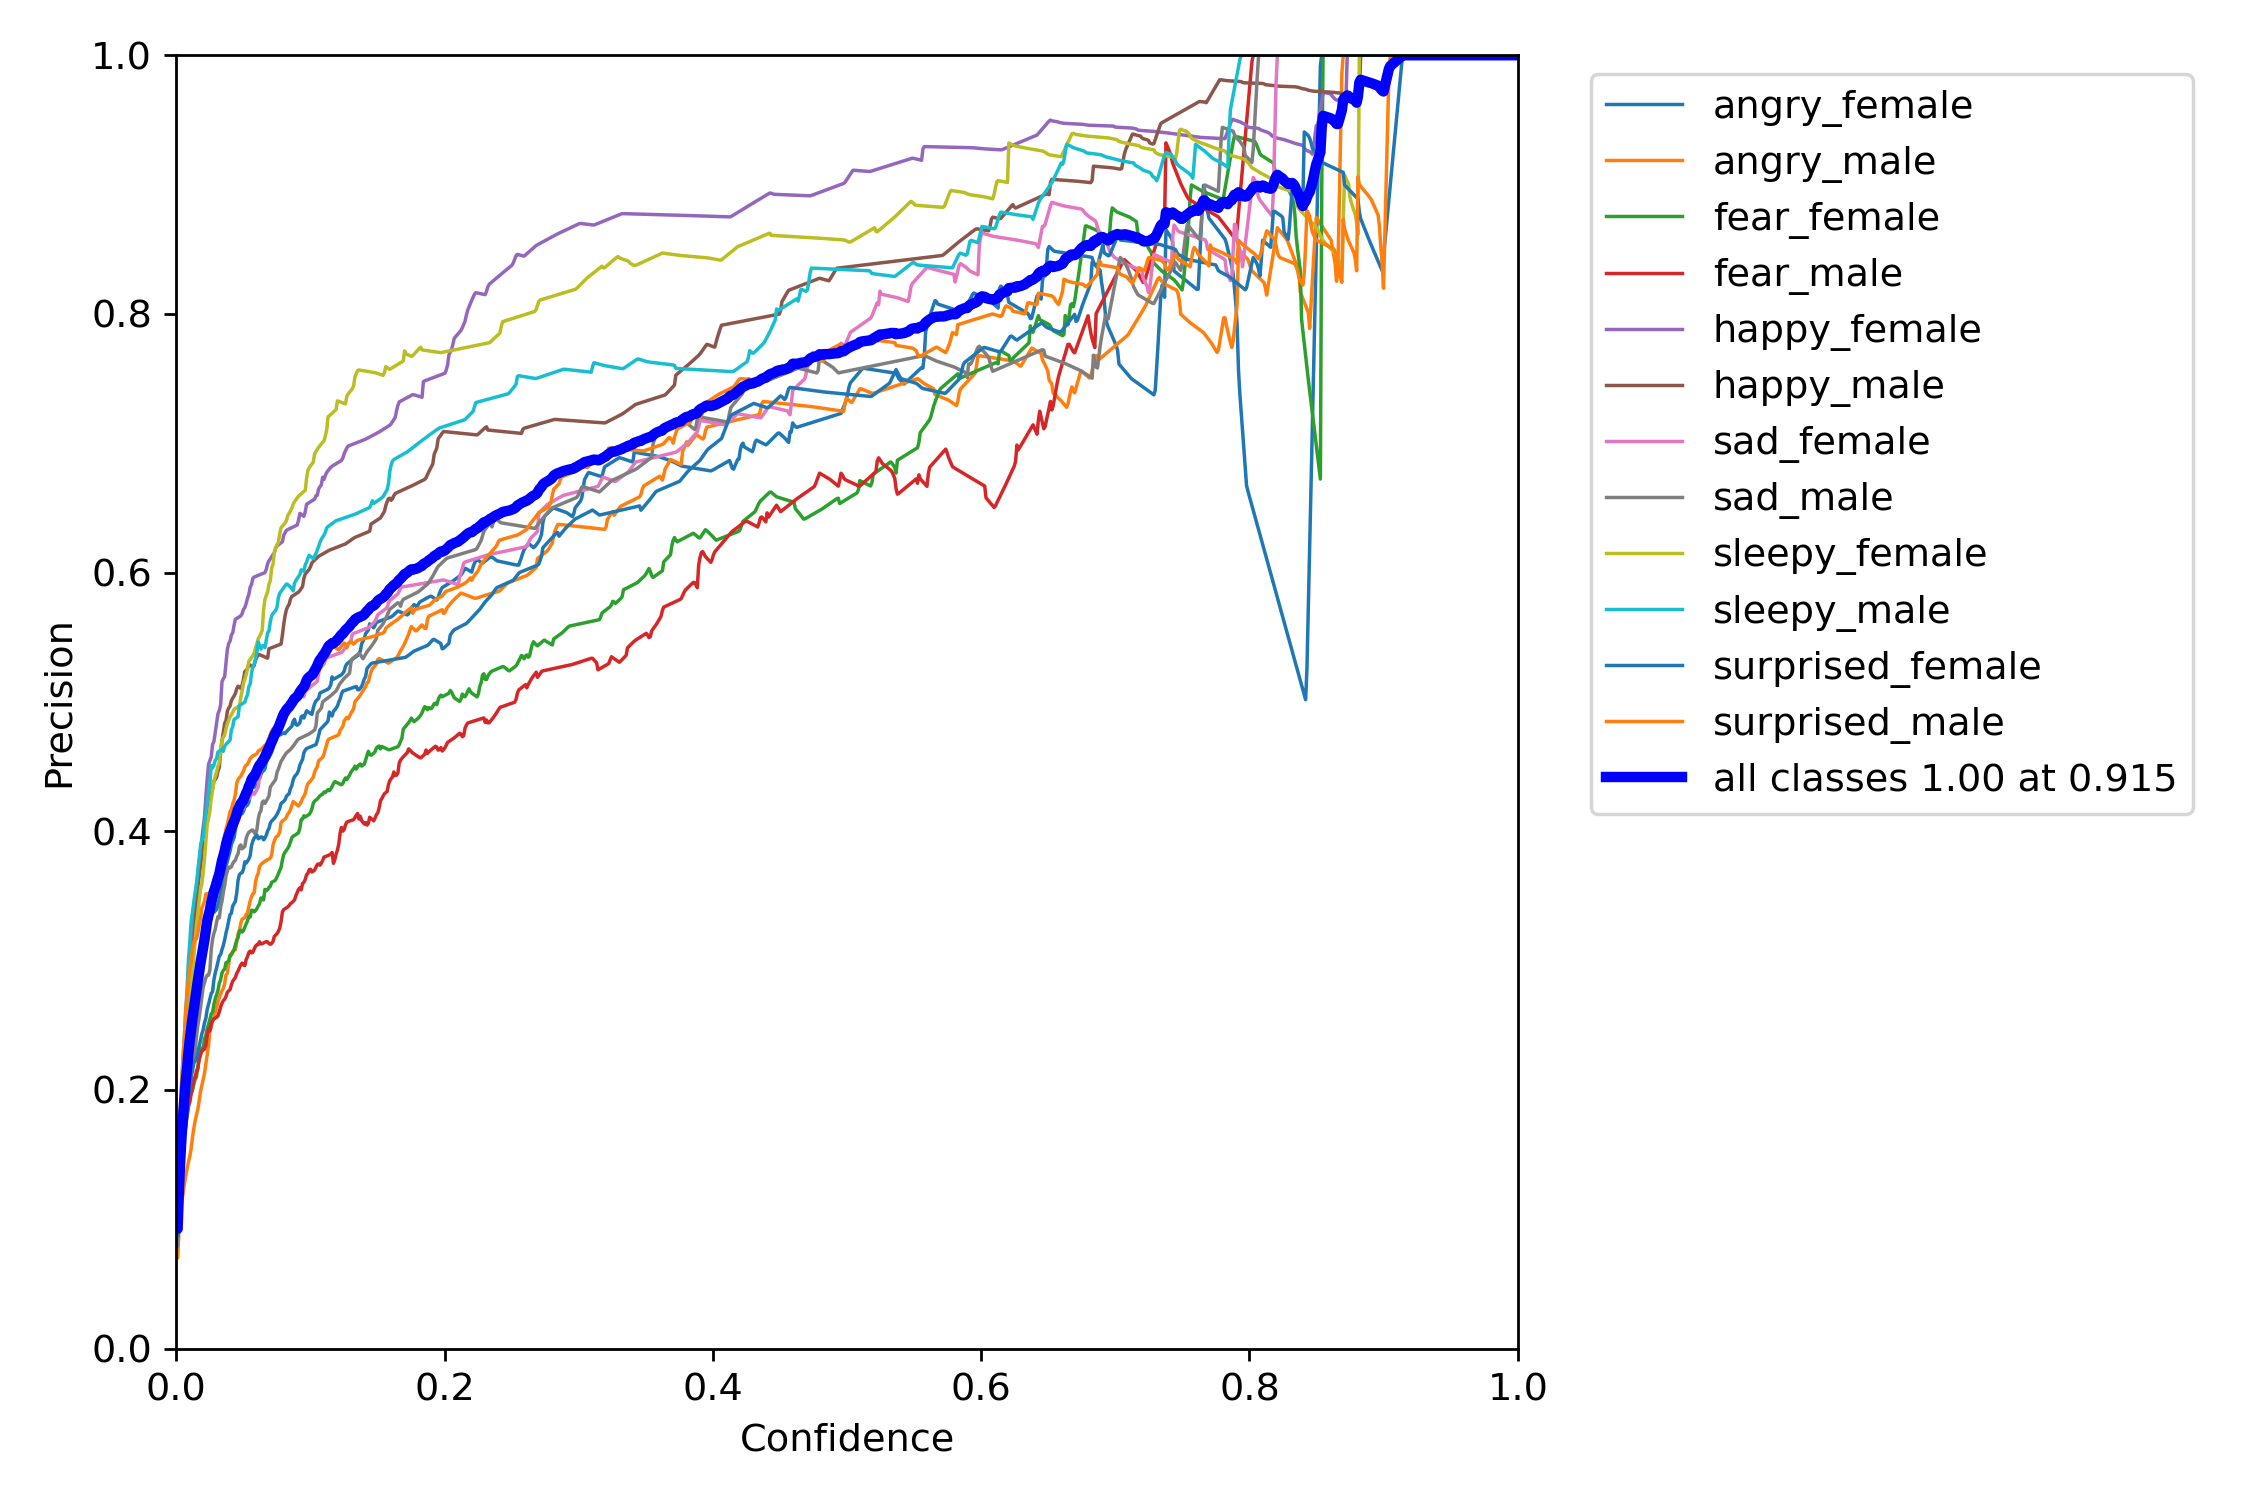 1.0
0.8
0.6
0.4
0.2
0.0
Precision
0.0 0.2 0.4 0.6 0.8 1.0
Confidence
angry_female
angry_male
fear_female
fear_male
happy_female
happy_male
sad_female
sad_male
sleepy_female
sleepy_male
surprised_female
surprised_male
all classes 1.00 at 0.915